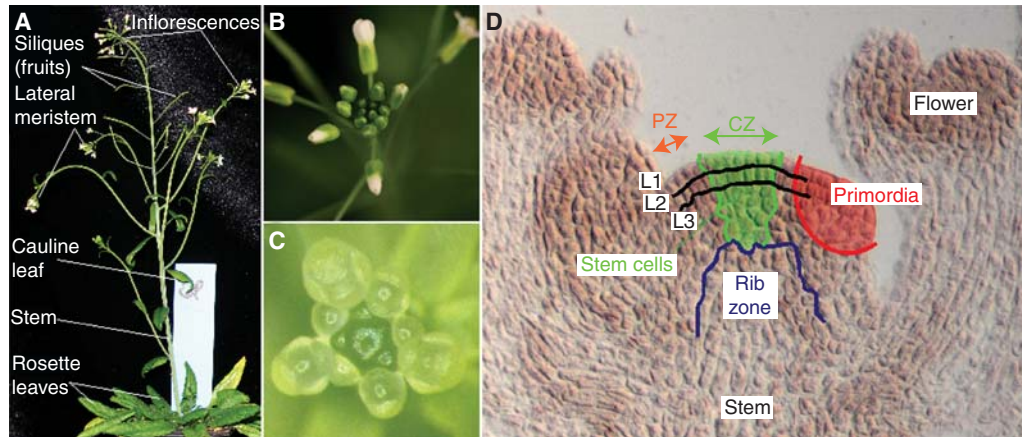 A
Inflorescences
Siliques
(fruits)
Lateral
meristem
Cauline
leaf
Stem
Rosette
leaves
B
C
D
PZ
CZ
Flower
L1
L2
L3
Primordia
Stem cells
Rib
zone
Stem